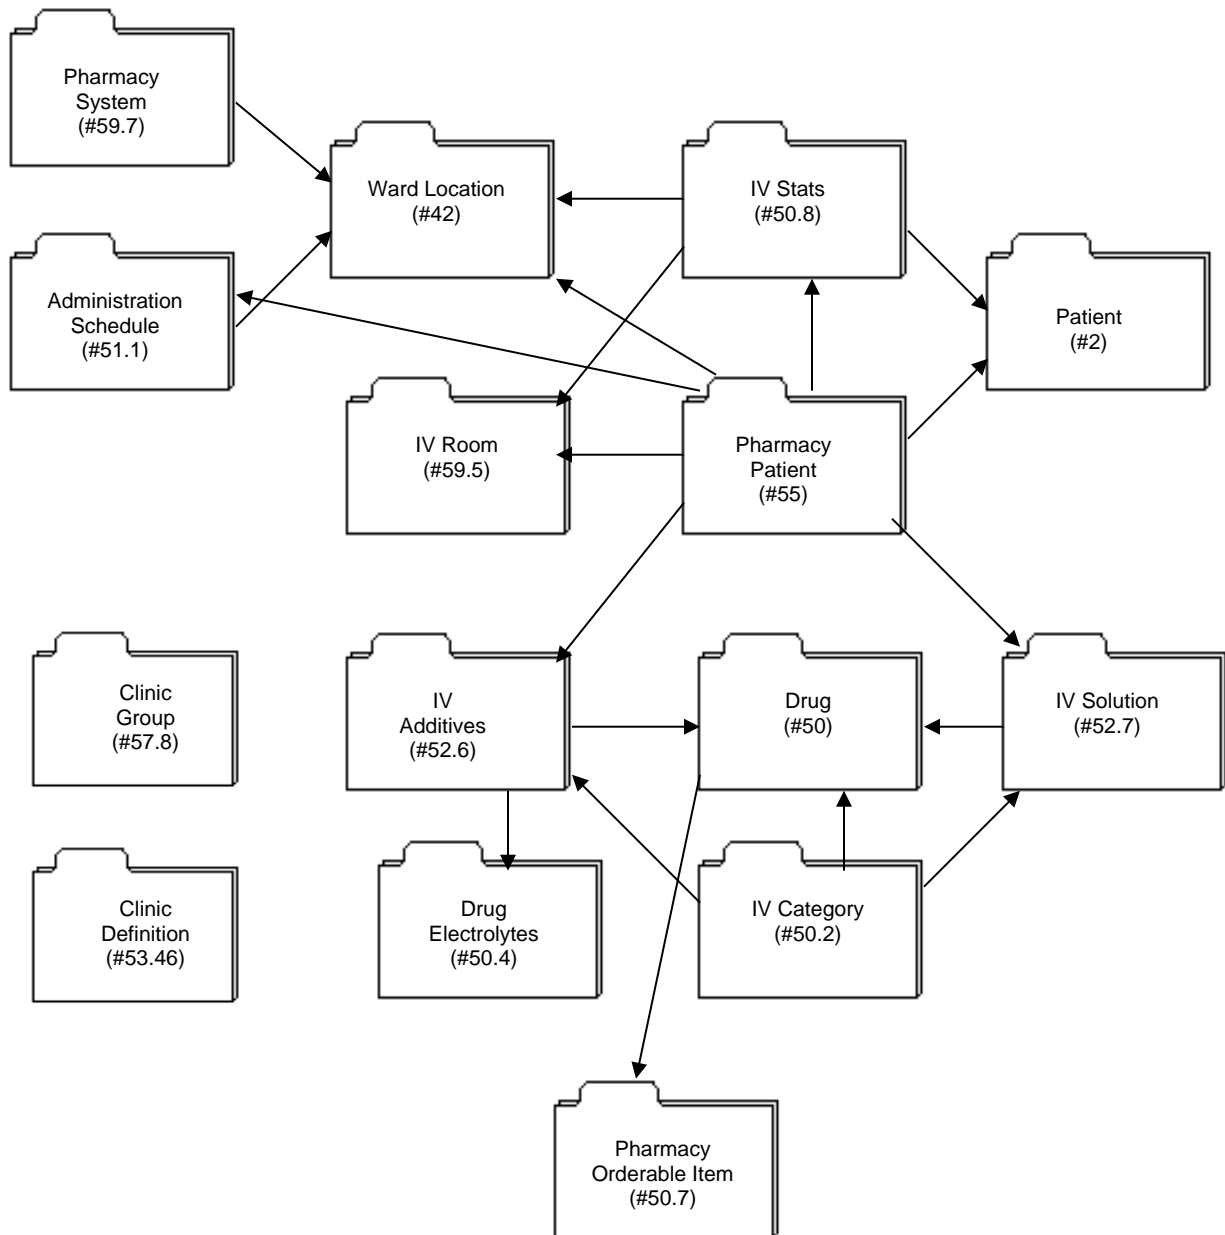 Pharmacy
System
(#59.7)
Ward Location
(#42)
IV Stats
(#50.8)
Administration
Schedule
(#51.1)
Patient
(#2)
IV Room
(#59.5)
Pharmacy
Patient
(#55)
Clinic
Group
(#57.8)
IV
Additives
(#52.6)
Drug
(#50)
IV Solution
(#52.7)
Clinic
Definition
(#53.46)
Drug
Electrolytes
(#50.4)
IV Category
(#50.2)
Pharmacy
Orderable Item
(#50.7)